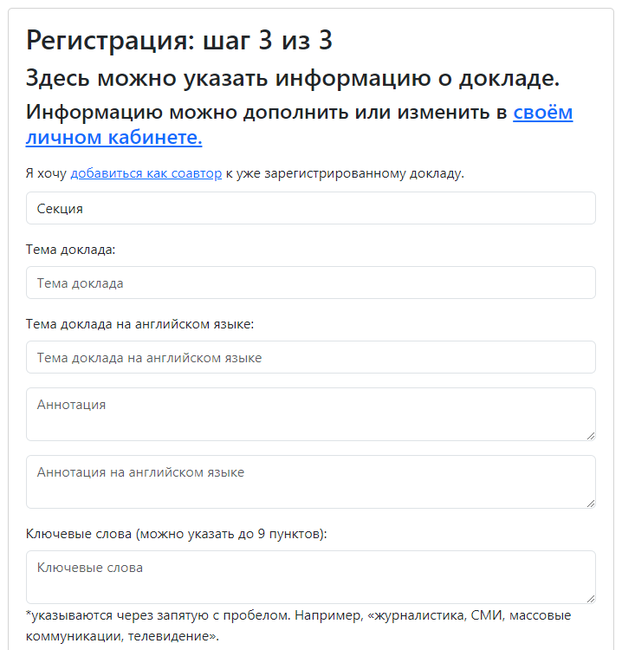 Регистрация: шаг 3 из 3
Здесь можно указать информацию о докладе.
Информацию можно дополнить или изменить в своём
личном кабинете.
Я хочу добавиться как соавтор к уже зарегистрированному докладу.
Секция
Тема доклада:
Тема доклада
Тема доклада на английском языке:
Тема доклада на английском языке
Аннотация
Аннотация на английском языке
Ключевые слова (можно указать до 9 пунктов):
Ключевые слова
*указываются через запятую с пробелом. Например, «журналистика, СМИ, массовые
коммуникации, телевидение».